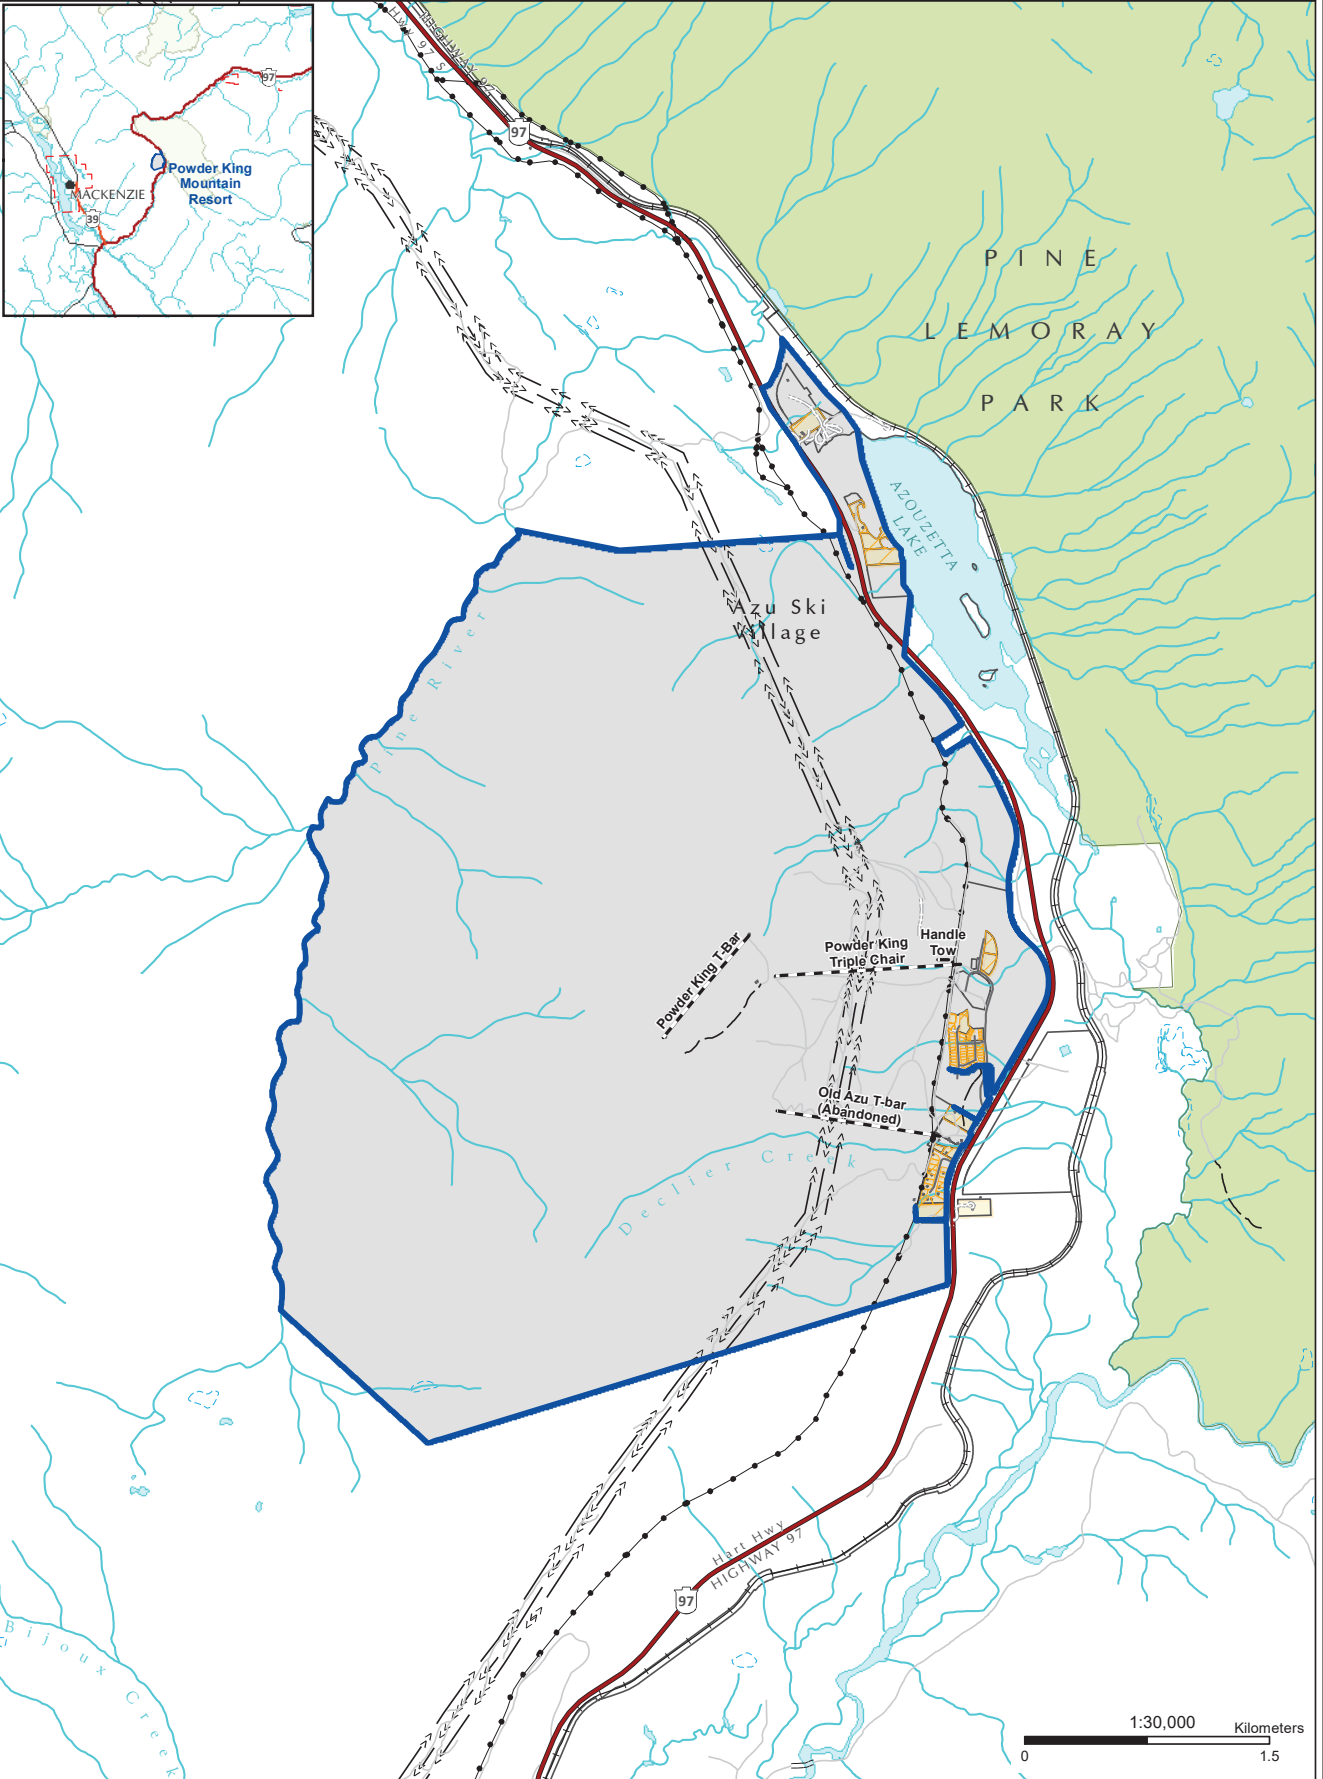 HIGHWAY 97
Hwy 97 S
97
97
Powder King
Mountain
Resort
MACKENZIE
39
PINE
LEMORAY
PARK
AZOUZETTA
LAKE
Azu Ski
Village
Pine River
Powder King T-Bar
Powder King
Triple Chair
Handle
Tow
Old Azu T-bar
(Abandoned)
Declier Creek
Hart Hwy
HIGHWAY 97
97
Bijoux Creek
1:30,000
Kilometers
0
1.5